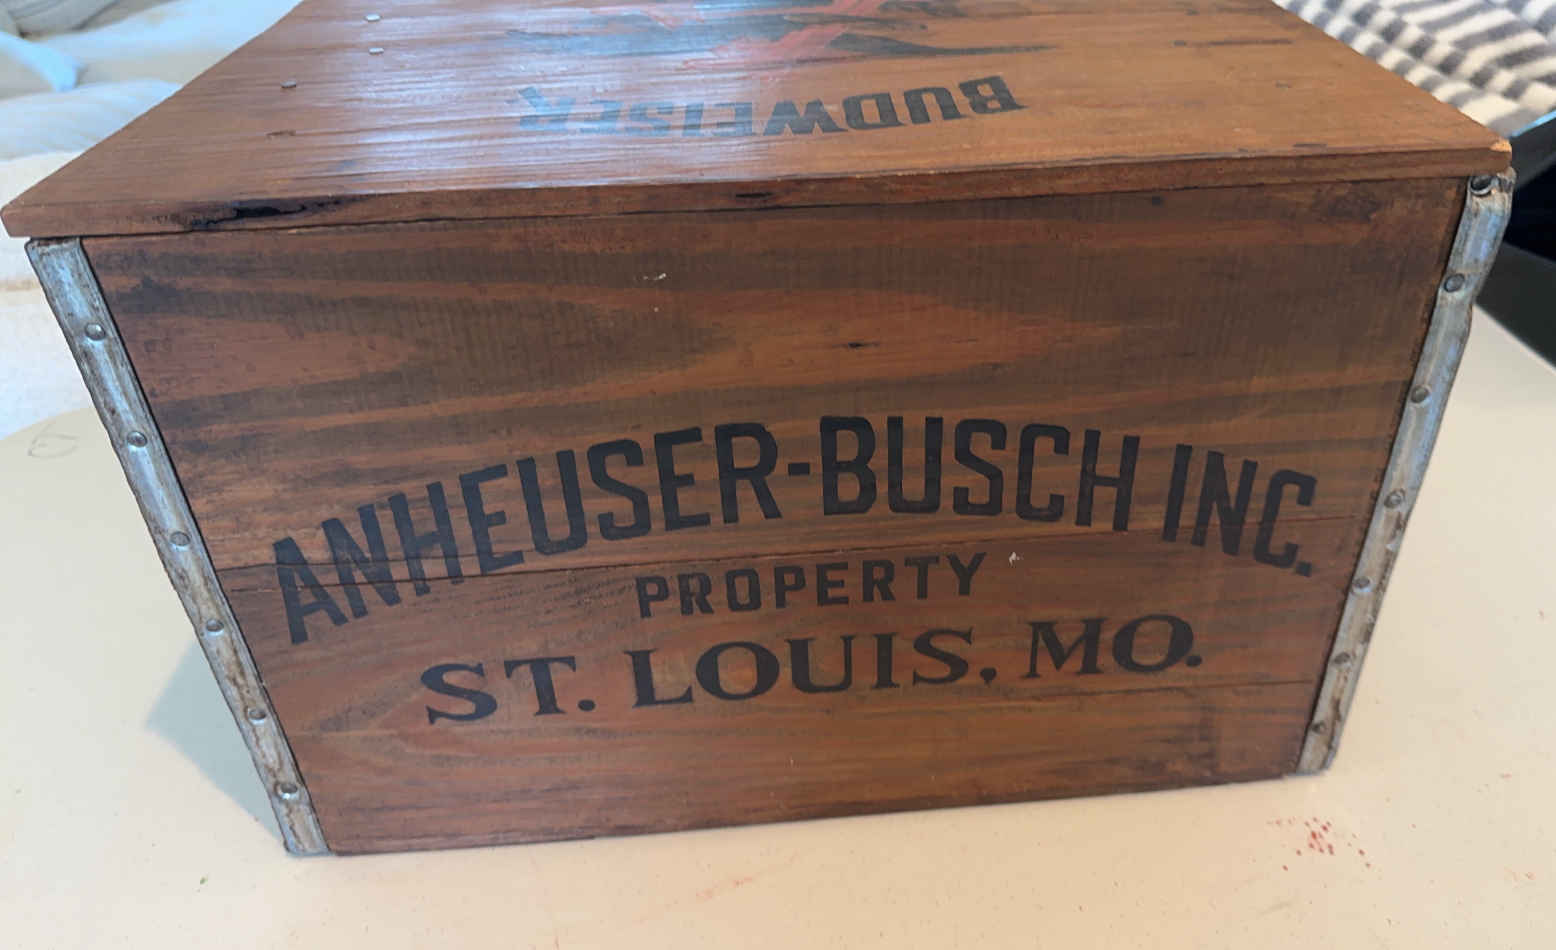 BUDWEISER
ANHEUSER-BUSCH INC.
PROPERTY
ST. LOUIS, MO.